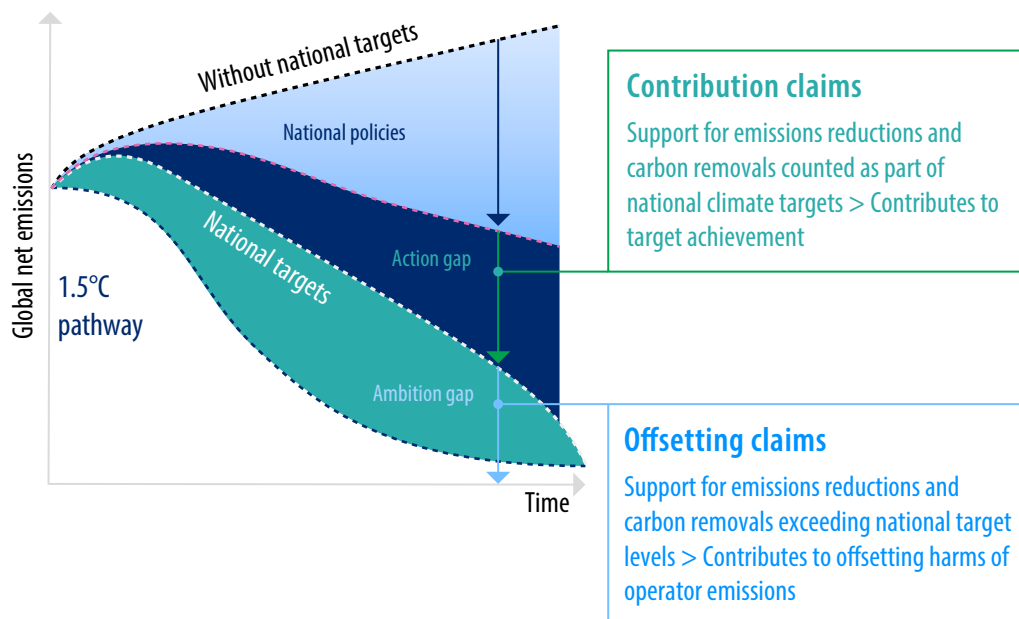 Without national targets
National policies
Global net emissions
National targets
Action gap
1.5°C
pathway
Ambition gap
Time
Contribution claims
Support for emissions reductions and
carbon removals counted as part of
national climate targets > Contributes to
target achievement
Offsetting claims
Support for emissions reductions and
carbon removals exceeding national target
levels > Contributes to offsetting harms of
operator emissions